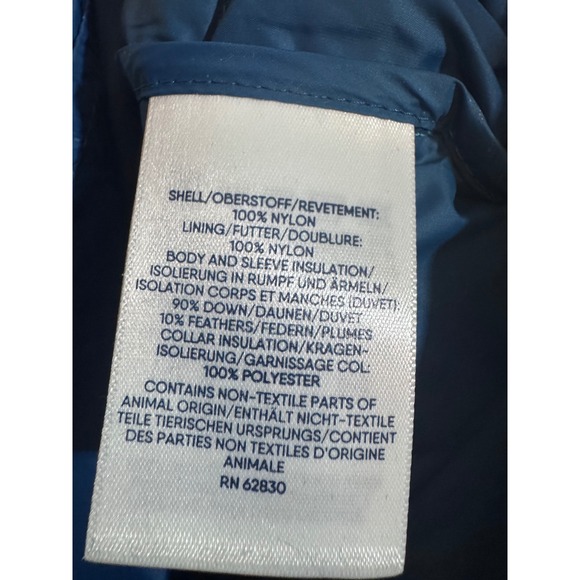 SHELL/OBERSTOFF/REVETEMENT:
100% NYLON
LINING/FUTTER/DOUBLURE:
100% NYLON
BODY AND SLEEVE INSULATION/
ISOLIERUNG IN RUMPF UND ÄRMELN/
ISOLATION CORPS ET MANCHES (DUVET):
90% DOWN/DAUNEN/DUVET
10% FEATHERS/FEDERN/PLUMES
COLLAR INSULATION/KRAGEN-
ISOLIERUNG/GARNISSAGE COL:
100% POLYESTER
CONTAINS NON-TEXTILE PARTS OF
ANIMAL ORIGIN/ENTHÄLT NICHT-TEXTILE
TEILE TIERISCHEN URSPRUNGS/CONTIENT
DES PARTIES NON TEXTILES D'ORIGINE
ANIMALE
RN 62830